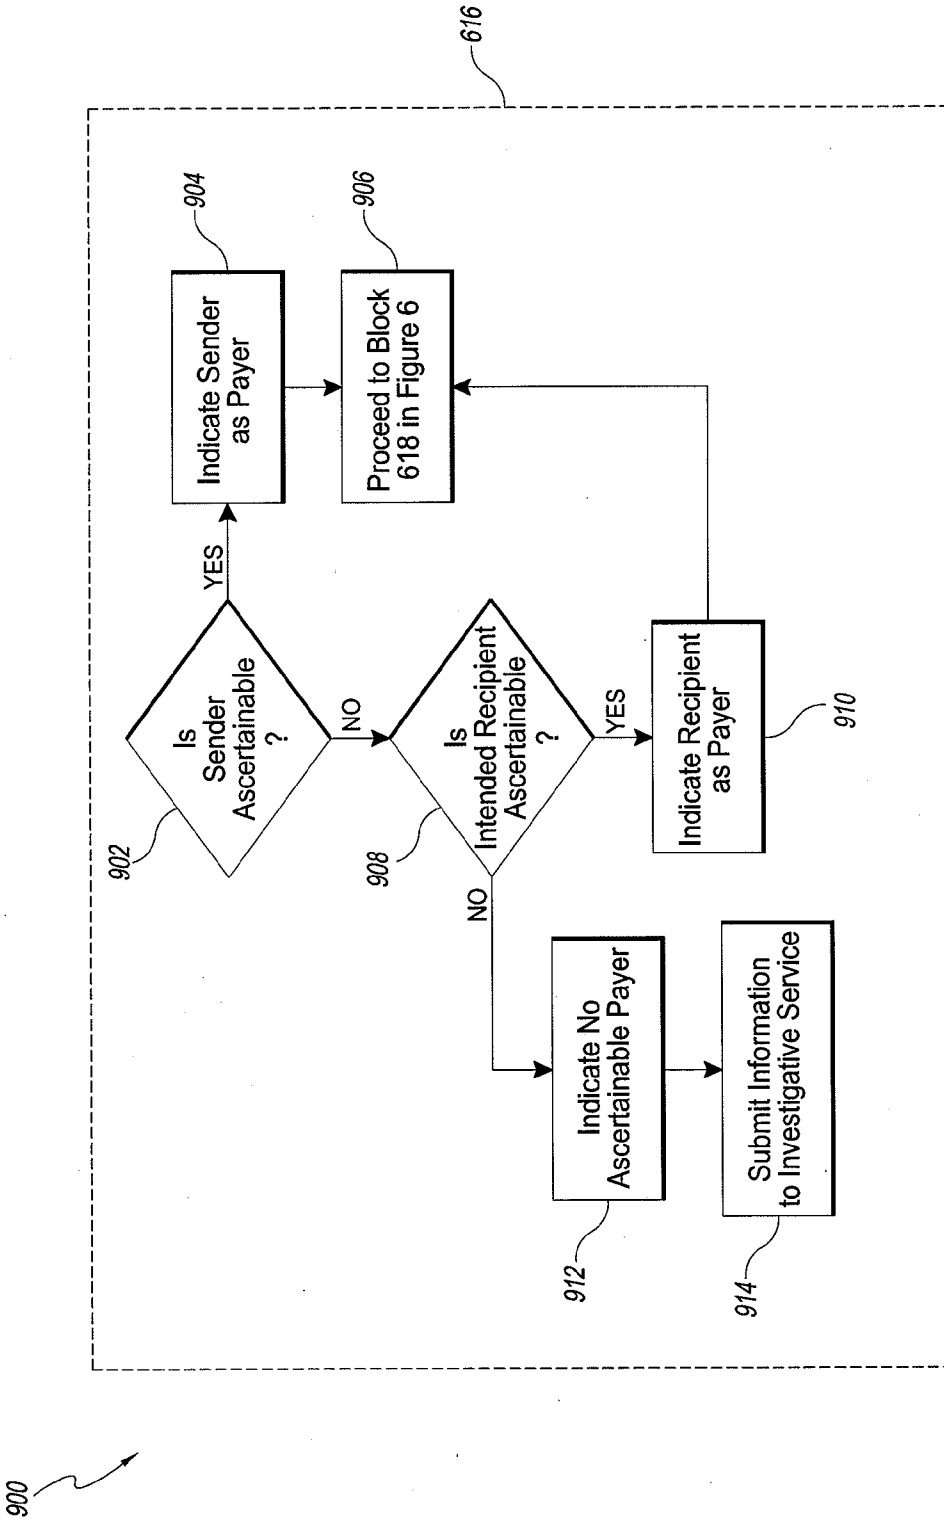 900
616
902
Is
Sender
Ascertainable
?
YES
904
Indicate Sender
as Payer
NO
906
Proceed to Block
618 in Figure 6
908
Is
Intended Recipient
Ascertainable
?
NO
YES
912
Indicate No
Ascertainable Payer
910
Indicate Recipient
as Payer
914
Submit Information
to Investigative Service